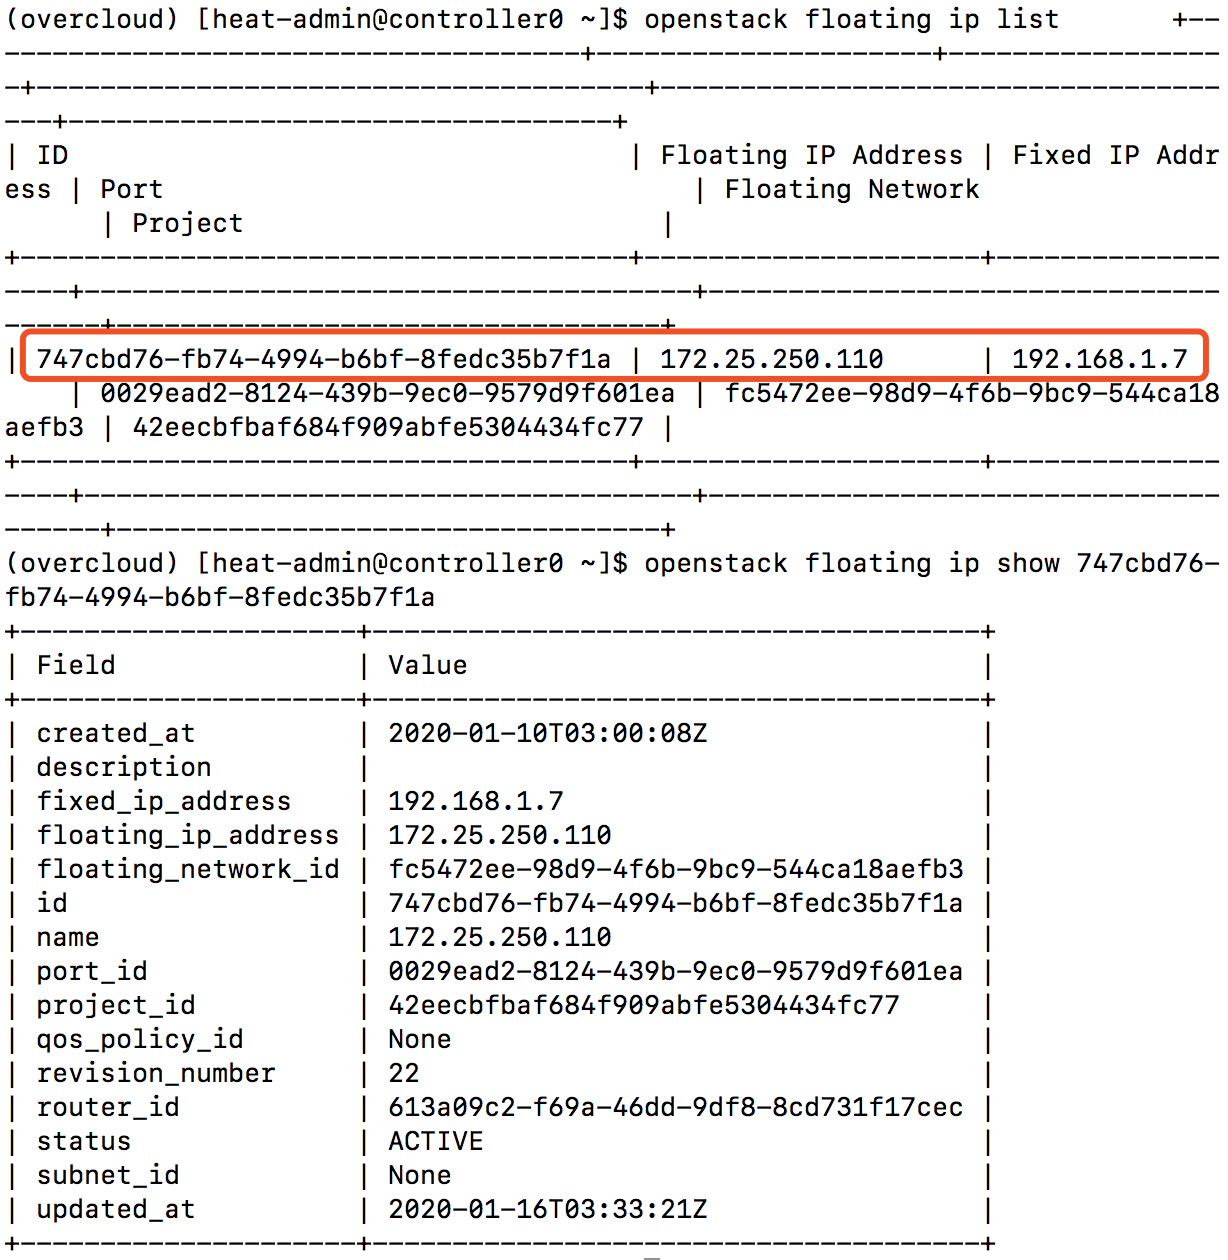 (overcloud) [heat-admin@controller0 ~]$ openstack floating ip list       +--
------------------------------------+---------------------+-----------------
-+--------------------------------------+-----------------------------------
---+----------------------------------+
| ID                                   | Floating IP Address | Fixed IP Addr
ess | Port                                 | Floating Network
      | Project                          |
+--------------------------------------+---------------------+--------------
----+--------------------------------------+--------------------------------
------+----------------------------------+
| 747cbd76-fb74-4994-b6bf-8fedc35b7f1a | 172.25.250.110      | 192.168.1.7
    | 0029ead2-8124-439b-9ec0-9579d9f601ea | fc5472ee-98d9-4f6b-9bc9-544ca18
aefb3 | 42eecbfbaf684f909abfe5304434fc77 |
+--------------------------------------+---------------------+--------------
----+--------------------------------------+--------------------------------
------+----------------------------------+
(overcloud) [heat-admin@controller0 ~]$ openstack floating ip show 747cbd76-
fb74-4994-b6bf-8fedc35b7f1a
+---------------------+--------------------------------------+
| Field               | Value                                |
+---------------------+--------------------------------------+
| created_at          | 2020-01-10T03:00:08Z                 |
| description         |                                      |
| fixed_ip_address    | 192.168.1.7                          |
| floating_ip_address | 172.25.250.110                       |
| floating_network_id | fc5472ee-98d9-4f6b-9bc9-544ca18aefb3 |
| id                  | 747cbd76-fb74-4994-b6bf-8fedc35b7f1a |
| name                | 172.25.250.110                       |
| port_id             | 0029ead2-8124-439b-9ec0-9579d9f601ea |
| project_id          | 42eecbfbaf684f909abfe5304434fc77     |
| qos_policy_id       | None                                 |
| revision_number     | 22                                   |
| router_id           | 613a09c2-f69a-46dd-9df8-8cd731f17cec |
| status              | ACTIVE                               |
| subnet_id           | None                                 |
| updated_at          | 2020-01-16T03:33:21Z                 |
+---------------------+--------------------------------------+